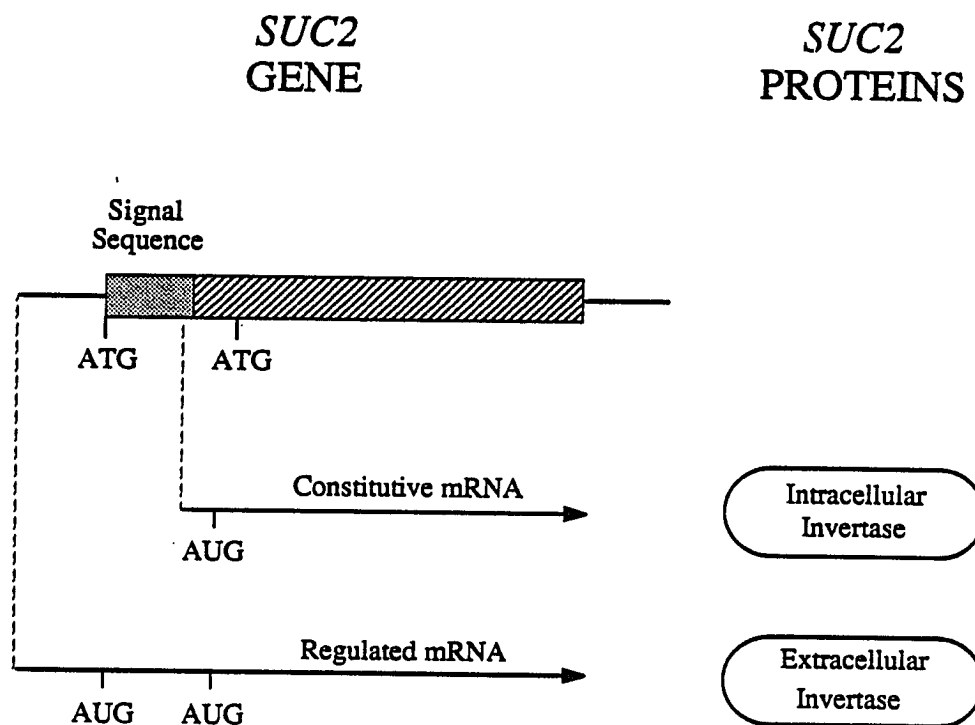 SUC2
GENE
SUC2
PROTEINS
Signal
Sequence
ATG
ATG
Constitutive mRNA
AUG
Intracellular
Invertase
Regulated mRNA
AUG
AUG
Extracellular
Invertase